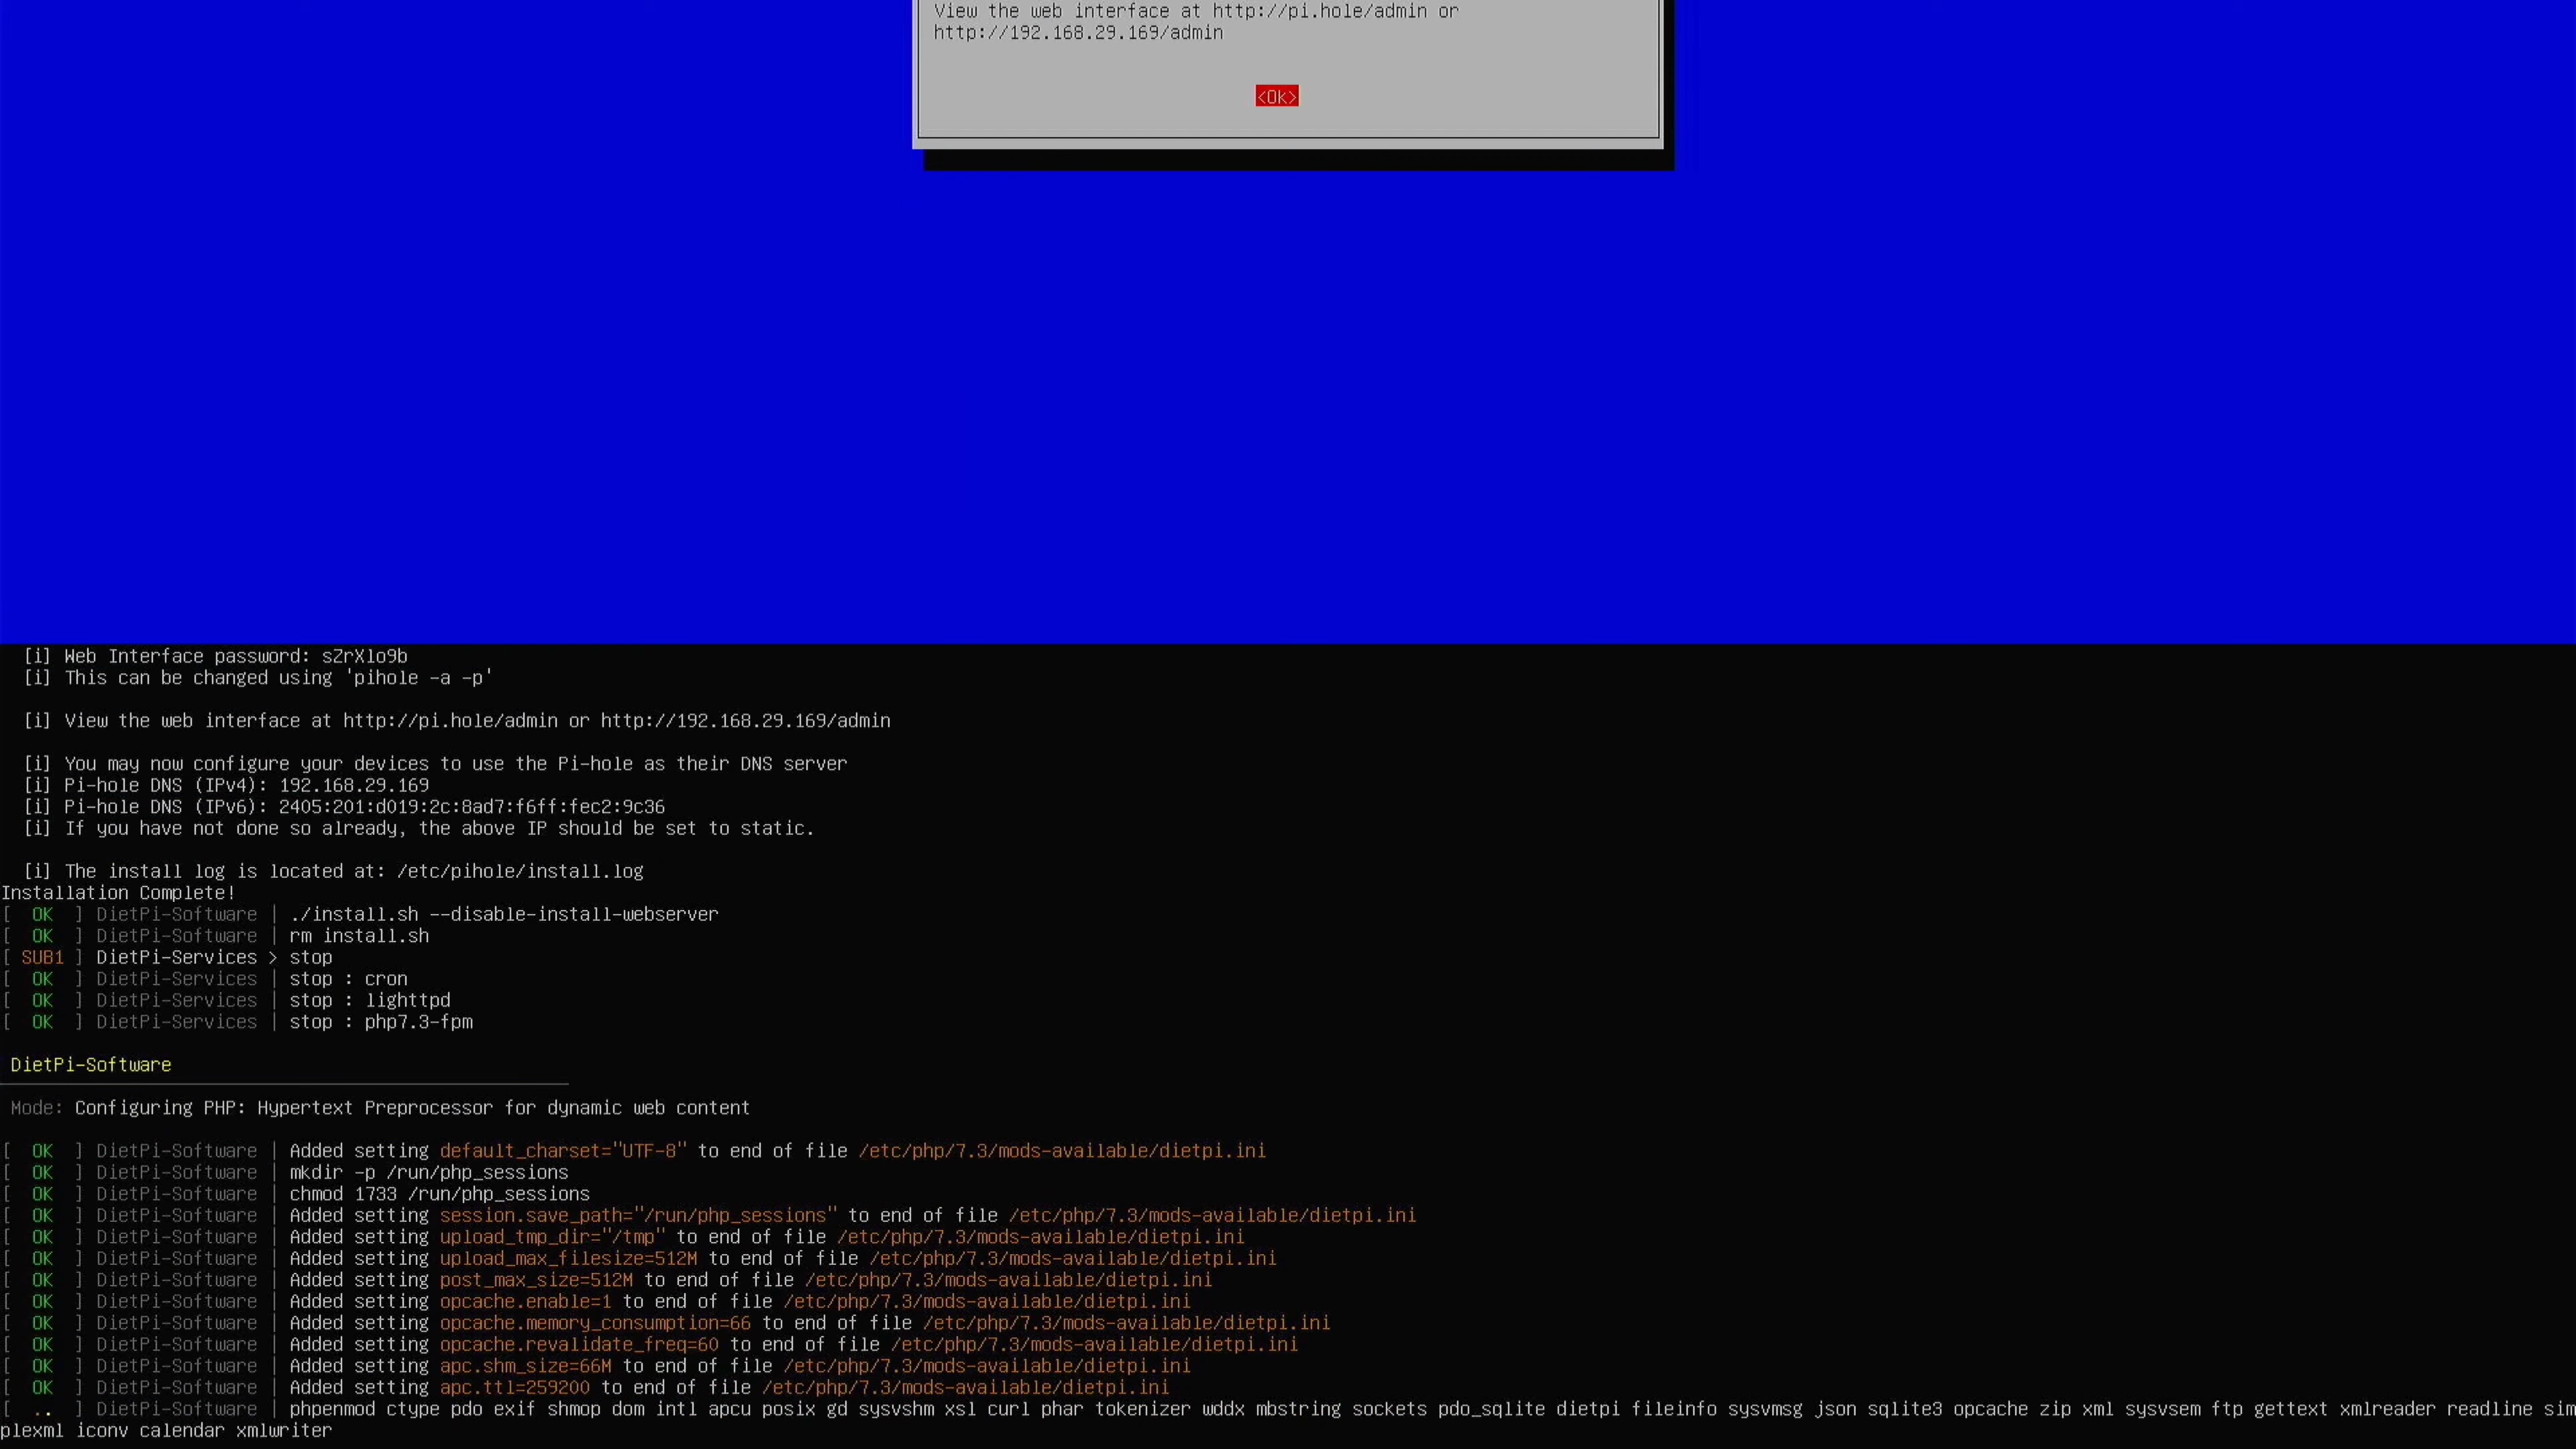 View the web interface at http://pi.hole/admin or
http://192.168.29.169/admin
<Ok>
[i] Web Interface password: sZrXlo9b
[i] This can be changed using 'pihole -a -p'
[i] View the web interface at http://pi.hole/admin or http://192.168.29.169/admin
[i] You may now configure your devices to use the Pi-hole as their DNS server
[i] Pi-hole DNS (IPv4): 192.168.29.169
[i] Pi-hole DNS (IPv6): 2405:201:d019:2c:8ad7:f6ff:fec2:9c36
[i] If you have not done so already, the above IP should be set to static.
[i] The install log is located at: /etc/pihole/install.log
Installation Complete!
[  OK  ] DietPi-Software | ./install.sh --disable-install-webserver
[  OK  ] DietPi-Software | rm install.sh
[ SUB1 ] DietPi-Services > stop
[  OK  ] DietPi-Services | stop : cron
[  OK  ] DietPi-Services | stop : lighttpd
[  OK  ] DietPi-Services | stop : php7.3-fpm
DietPi-Software
Mode: Configuring PHP: Hypertext Preprocessor for dynamic web content
[  OK  ] DietPi-Software | Added setting default_charset="UTF-8" to end of file /etc/php/7.3/mods-available/dietpi.ini
[  OK  ] DietPi-Software | mkdir -p /run/php_sessions
[  OK  ] DietPi-Software | chmod 1733 /run/php_sessions
[  OK  ] DietPi-Software | Added setting session.save_path="/run/php_sessions" to end of file /etc/php/7.3/mods-available/dietpi.ini
[  OK  ] DietPi-Software | Added setting upload_tmp_dir="/tmp" to end of file /etc/php/7.3/mods-available/dietpi.ini
[  OK  ] DietPi-Software | Added setting upload_max_filesize=512M to end of file /etc/php/7.3/mods-available/dietpi.ini
[  OK  ] DietPi-Software | Added setting post_max_size=512M to end of file /etc/php/7.3/mods-available/dietpi.ini
[  OK  ] DietPi-Software | Added setting opcache.enable=1 to end of file /etc/php/7.3/mods-available/dietpi.ini
[  OK  ] DietPi-Software | Added setting opcache.memory_consumption=66 to end of file /etc/php/7.3/mods-available/dietpi.ini
[  OK  ] DietPi-Software | Added setting opcache.revalidate_freq=60 to end of file /etc/php/7.3/mods-available/dietpi.ini
[  OK  ] DietPi-Software | Added setting apc.shm_size=66M to end of file /etc/php/7.3/mods-available/dietpi.ini
[  OK  ] DietPi-Software | Added setting apc.ttl=259200 to end of file /etc/php/7.3/mods-available/dietpi.ini
[  ..  ] DietPi-Software | phpenmod ctype pdo exif shmop dom intl apcu posix gd sysvshm xsl curl phar tokenizer wddx mbstring sockets pdo_sqlite dietpi fileinfo sysvmsg json sqlite3 opcache zip xml sysvsem ftp gettext xmlreader readline sim
plexml iconv calendar xmlwriter